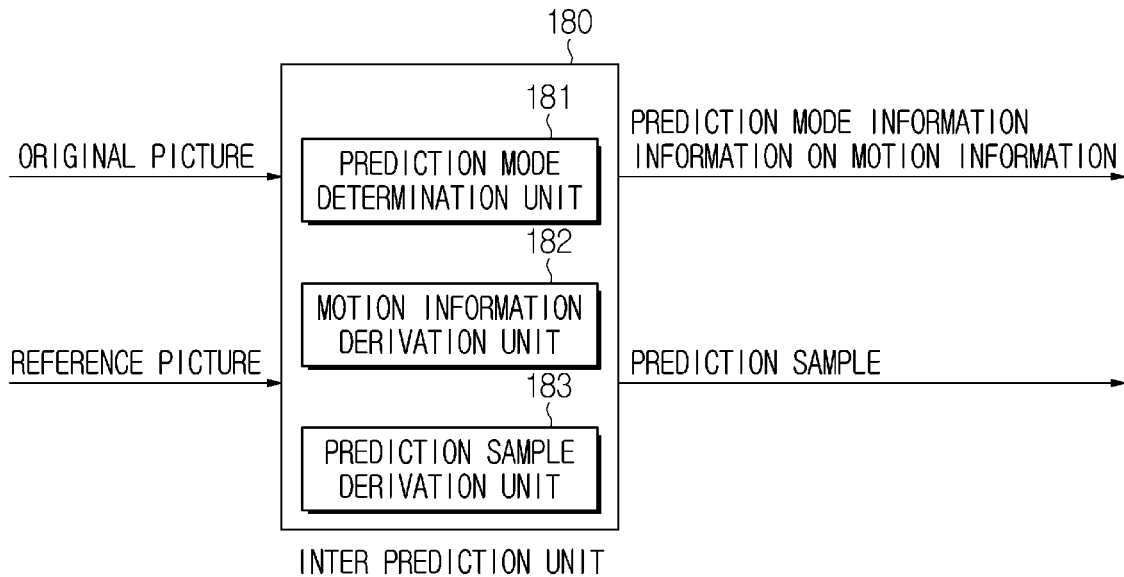 180
181
PREDICTION MODE INFORMATION
INFORMATION ON MOTION INFORMATION
ORIGINAL PICTURE
PREDICTION MODE
DETERMINATION UNIT
182
MOTION INFORMATION
DERIVATION UNIT
REFERENCE PICTURE
PREDICTION SAMPLE
183
PREDICTION SAMPLE
DERIVATION UNIT
INTER PREDICTION UNIT